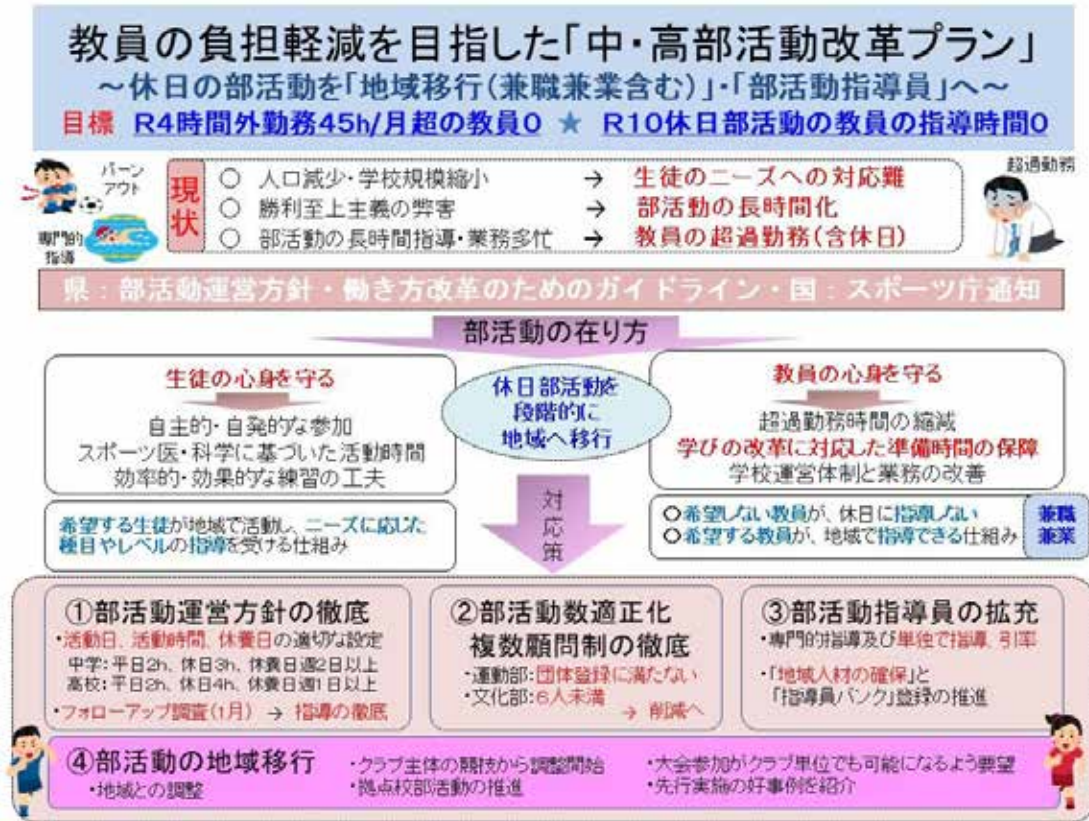 教員の負担軽減を目指した「中・高部活動改革プラン」
～休日の部活動を「地域移行(兼職兼業含む)」・「部活動指導員」へ～
目標 R4時間外勤務45h/月超の教員0 ★ R10休日部活動の教員の指導時間0
バーン
アウト
専門的
指導
現状
○ 人口減少・学校規模縮小 → 生徒のニーズへの対応難
○ 勝利至上主義の弊害 → 部活動の長時間化
○ 部活動の長時間指導・業務多忙 → 教員の超過勤務(含休日)
超過勤務
県：部活動運営方針・働き方改革のためのガイドライン・国：スポーツ庁通知
部活動の在り方
生徒の心身を守る
自主的・自発的な参加
スポーツ医・科学に基づいた活動時間
効率的・効果的な練習の工夫
休日部活動を
段階的に
地域へ移行
教員の心身を守る
超過勤務時間の縮減
学びの改革に対応した準備時間の保障
学校運営体制と業務の改善
希望する生徒が地域で活動し、ニーズに応じた
種目やレベルの指導を受ける仕組み
対応策
○希望しない教員が、休日に指導しない
○希望する教員が、地域で指導できる仕組み
兼職
兼業
①部活動運営方針の徹底
・活動日、活動時間、休養日の適切な設定
中学：平日2h、休日3h、休養日週2日以上
高校：平日2h、休日4h、休養日週1日以上
・フォローアップ調査(1月) → 指導の徹底
②部活動数適正化
複数顧問制の徹底
・運動部：団体登録に満たない
・文化部：6人未満
→ 削減へ
③部活動指導員の拡充
・専門的指導及び単独で指導、引率
・「地域人材の確保」と
「指導員バンク」登録の推進
④部活動の地域移行
・地域との調整
・クラブ主体の競技から調整開始
・拠点校部活動の推進
・大会参加がクラブ単位でも可能になるよう要望
・先行実施の好事例を紹介